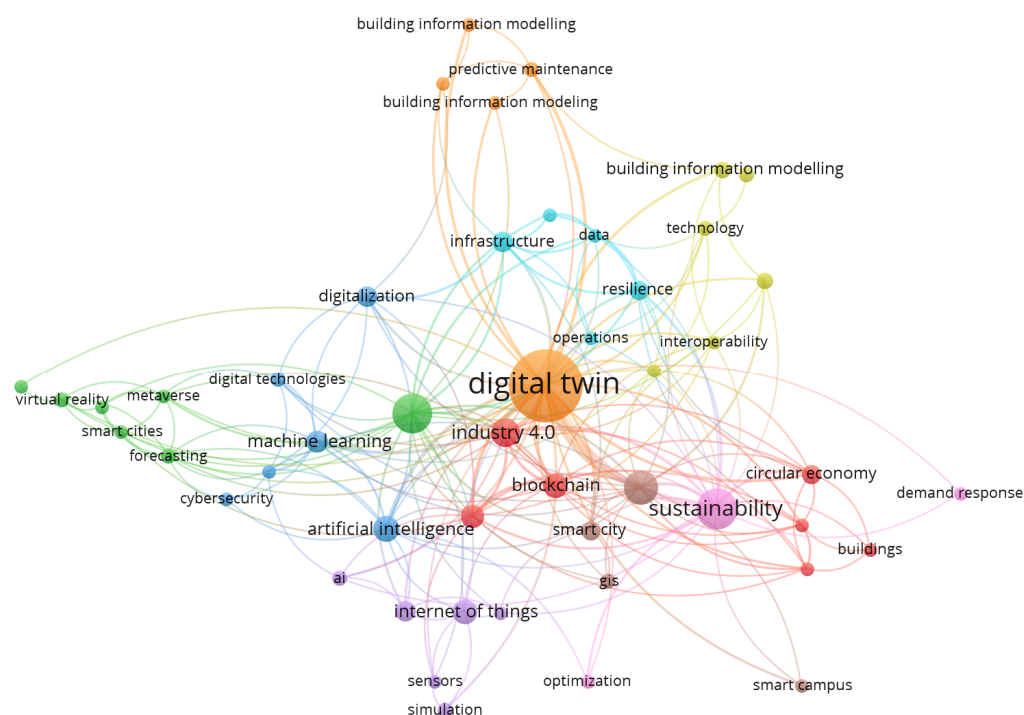 building information modelling
predictive maintenance
building information modeling
building information modelling
technology
data
infrastructure
resilience
digitalization
operations
interoperability
digital technologies
digital twin
metaverse
virtual reality
smart cities
industry 4.0
machine learning
forecasting
circular economy
blockchain
demand response
cybersecurity
sustainability
artificial intelligence
smart city
buildings
ai
gis
internet of things
sensors
optimization
smart campus
simulation